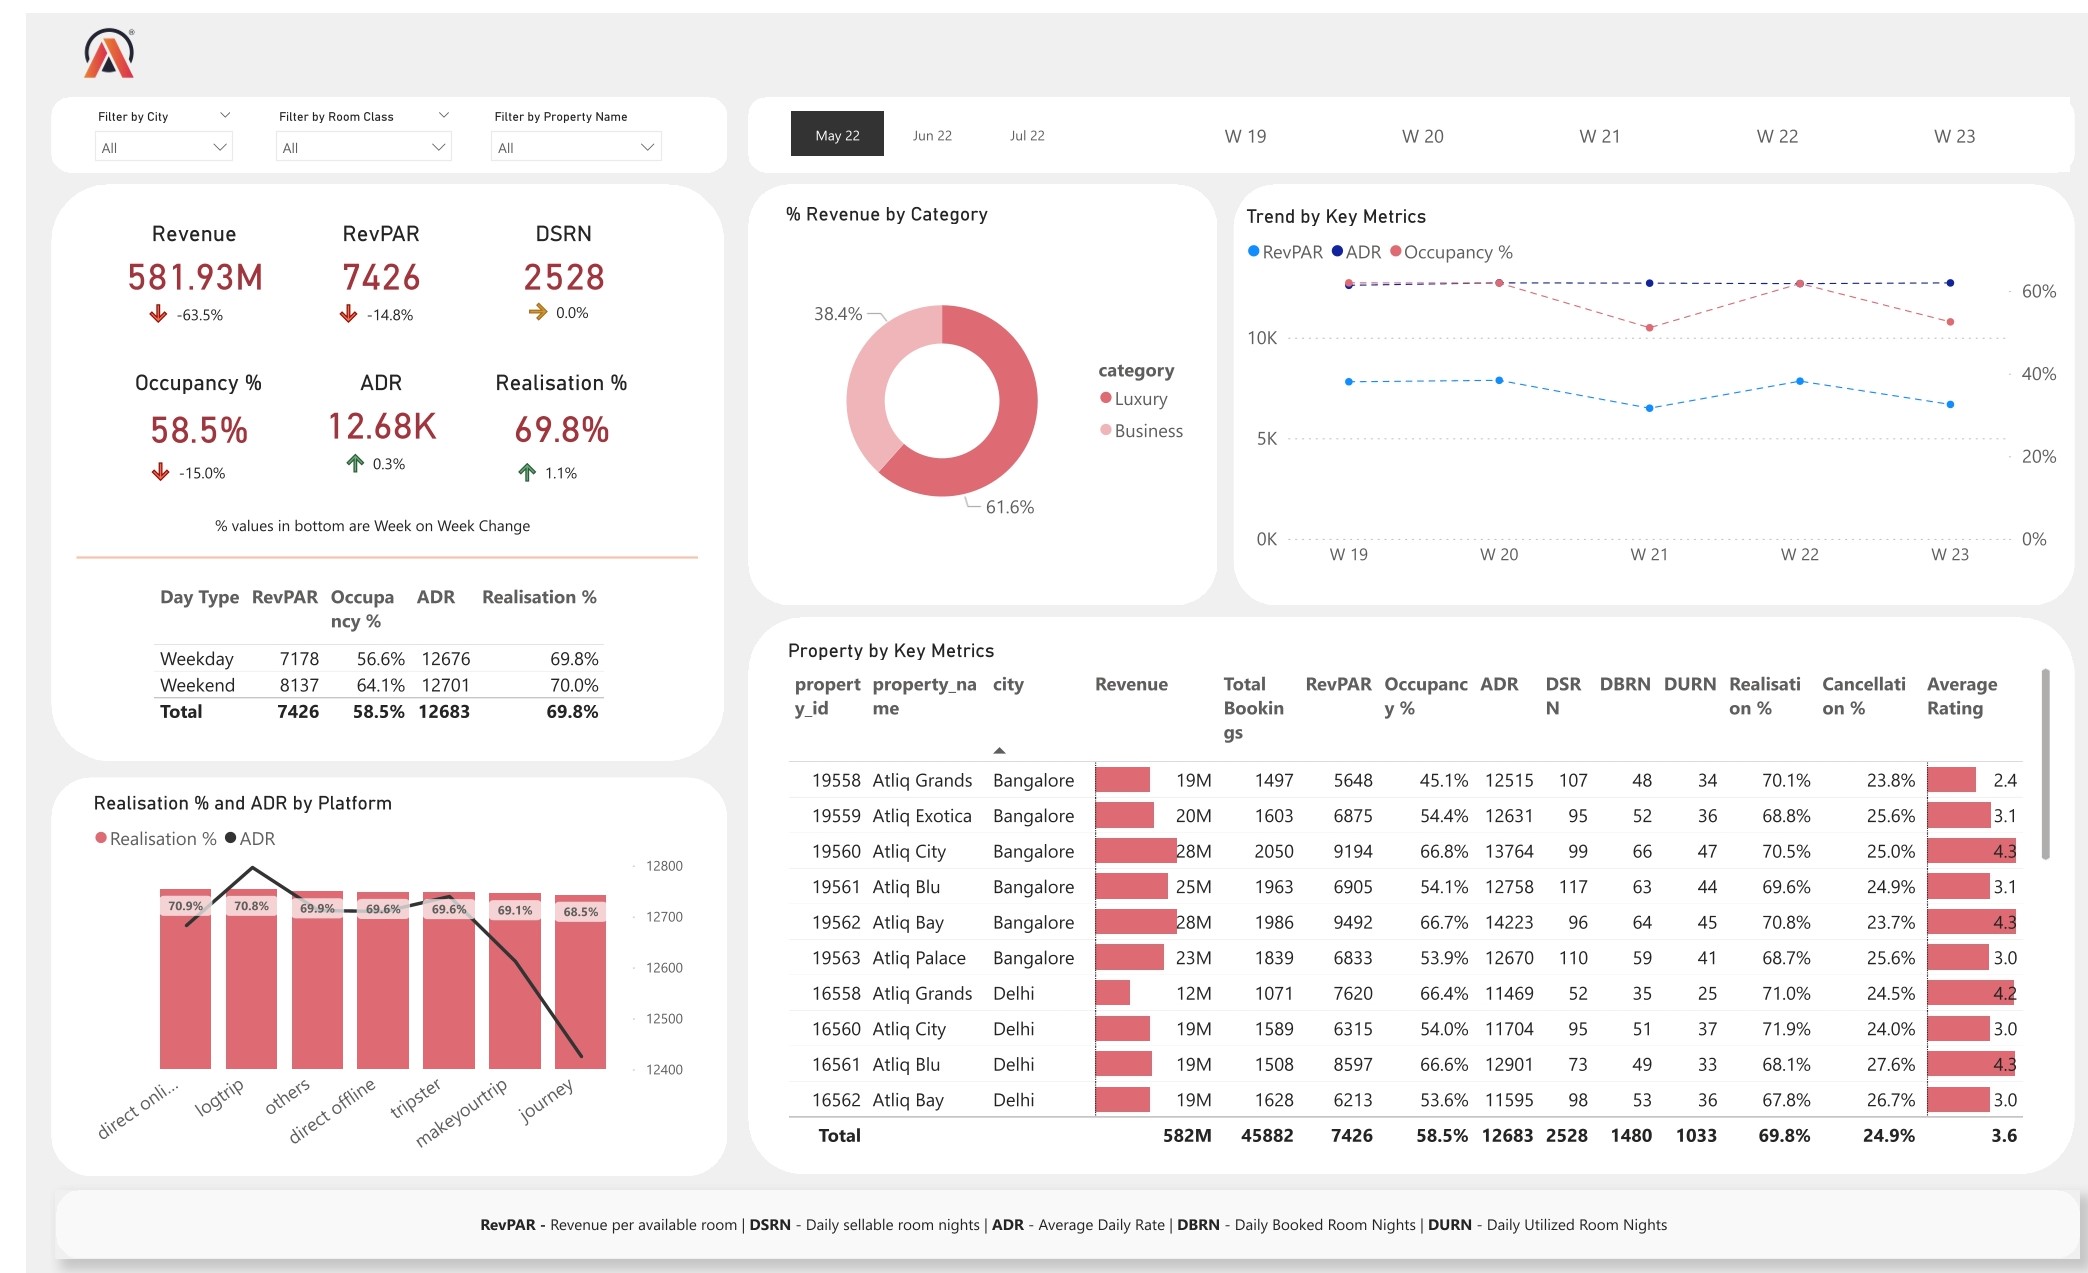 Filter by City
All
Filter by Room Class
All
Filter by Property Name
All
May 22 Jun 22 Jul 22 W 19 W 20 W 21 W 22 W 23
Revenue RevPAR DSRN
581.93M 7426 2528
-63.5% -14.8% 0.0%
Occupancy % ADR Realisation %
58.5% 12.68K 69.8%
-15.0% 0.3% 1.1%
% values in bottom are Week on Week Change
Day Type RevPAR Occupa ADR Realisation %
ncy %
Weekday 7178 56.6% 12676 69.8%
Weekend 8137 64.1% 12701 70.0%
Total 7426 58.5% 12683 69.8%
Realisation % and ADR by Platform
Realisation % ADR
12800
12700
12600
12500
12400
70.9% 70.8% 69.9% 69.6% 69.6% 69.1% 68.5%
direct onli... logtrip others direct offline tripster makeyourtrip journey
% Revenue by Category
38.4%
61.6%
category
Luxury
Business
Trend by Key Metrics
RevPAR ADR Occupancy %
60%
10K
40%
5K
20%
0K 0%
W 19 W 20 W 21 W 22 W 23
Property by Key Metrics
propert property_na city Revenue Total RevPAR Occupanc ADR DSR DBRN DURN Realisati Cancellati Average
y_id me Bookin y % N on % on % Rating
gs
19558 Atliq Grands Bangalore 19M 1497 5648 45.1% 12515 107 48 34 70.1% 23.8% 2.4
19559 Atliq Exotica Bangalore 20M 1603 6875 54.4% 12631 95 52 36 68.8% 25.6% 3.1
19560 Atliq City Bangalore 28M 2050 9194 66.8% 13764 99 66 47 70.5% 25.0% 4.3
19561 Atliq Blu Bangalore 25M 1963 6905 54.1% 12758 117 63 44 69.6% 24.9% 3.1
19562 Atliq Bay Bangalore 28M 1986 9492 66.7% 14223 96 64 45 70.8% 23.7% 4.3
19563 Atliq Palace Bangalore 23M 1839 6833 53.9% 12670 110 59 41 68.7% 25.6% 3.0
16558 Atliq Grands Delhi 12M 1071 7620 66.4% 11469 52 35 25 71.0% 24.5% 4.2
16560 Atliq City Delhi 19M 1589 6315 54.0% 11704 95 51 37 71.9% 24.0% 3.0
16561 Atliq Blu Delhi 19M 1508 8597 66.6% 12901 73 49 33 68.1% 27.6% 4.3
16562 Atliq Bay Delhi 19M 1628 6213 53.6% 11595 98 53 36 67.8% 26.7% 3.0
Total 582M 45882 7426 58.5% 12683 2528 1480 1033 69.8% 24.9% 3.6
RevPAR - Revenue per available room | DSRN - Daily sellable room nights | ADR - Average Daily Rate | DBRN - Daily Booked Room Nights | DURN - Daily Utilized Room Nights